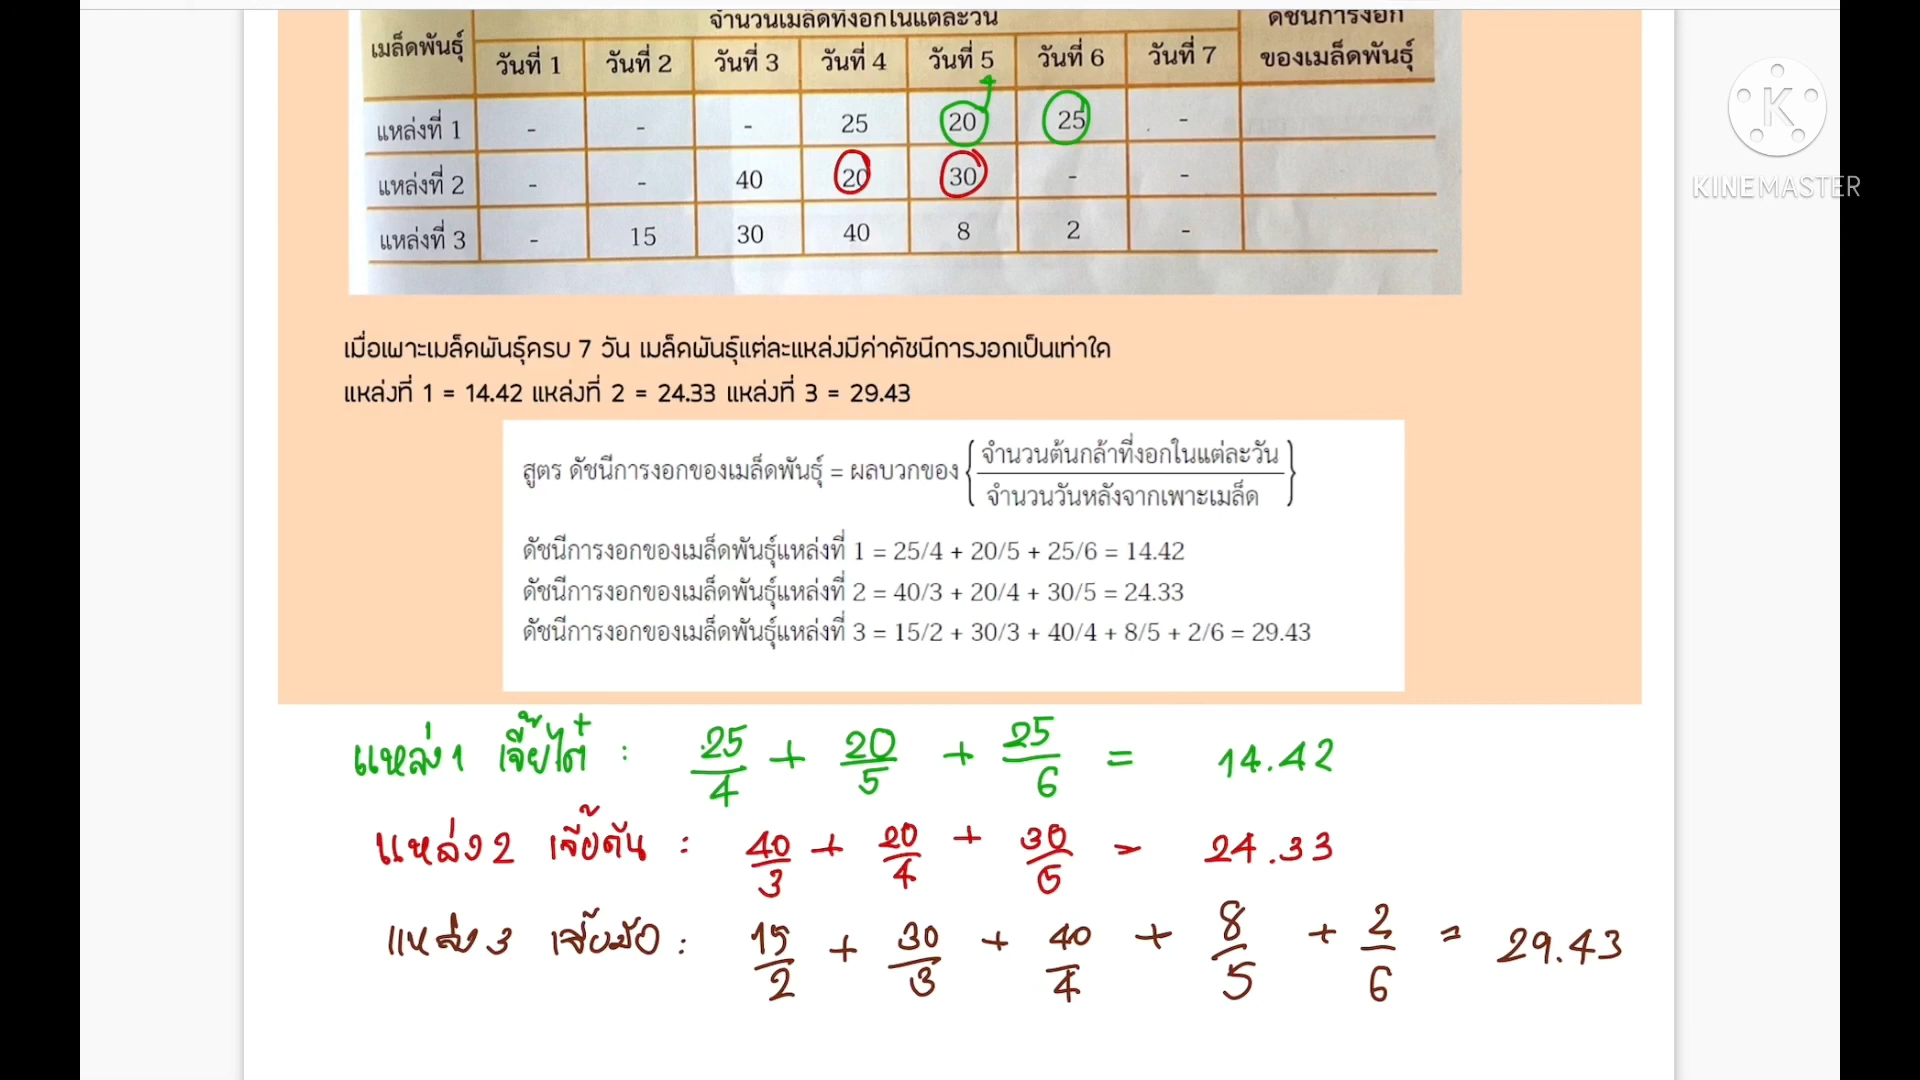 จำนวนเมล็ดที่งอกในแต่ละวัน
ดัชนีการงอก
เมล็ดพันธุ์ วันที่ 1 วันที่ 2 วันที่ 3 วันที่ 4 วันที่ 5 วันที่ 6 วันที่ 7 ของเมล็ดพันธุ์
แหล่งที่ 1 - - - 25 20 25 -
แหล่งที่ 2 - - 40 20 30 - -
แหล่งที่ 3 - 15 30 40 8 2 -
KINEMASTER
เมื่อเพาะเมล็ดพันธุ์ครบ 7 วัน เมล็ดพันธุ์แต่ละแหล่งมีค่าดัชนีการงอกเป็นเท่าใด
แหล่งที่ 1 = 14.42 แหล่งที่ 2 = 24.33 แหล่งที่ 3 = 29.43
สูตร ดัชนีการงอกของเมล็ดพันธุ์ = ผลบวกของ {จำนวนต้นกล้าที่งอกในแต่ละวัน / จำนวนวันหลังจากเพาะเมล็ด}
ดัชนีการงอกของเมล็ดพันธุ์แหล่งที่ 1 = 25/4 + 20/5 + 25/6 = 14.42
ดัชนีการงอกของเมล็ดพันธุ์แหล่งที่ 2 = 40/3 + 20/4 + 30/5 = 24.33
ดัชนีการงอกของเมล็ดพันธุ์แหล่งที่ 3 = 15/2 + 30/3 + 40/4 + 8/5 + 2/6 = 29.43
แหล่ง 1 : 25/4 + 20/5 + 25/6 = 14.42
แหล่ง 2 : 40/3 + 20/4 + 30/5 = 24.33
แหล่ง 3 : 15/2 + 30/3 + 40/4 + 8/5 + 2/6 = 29.43